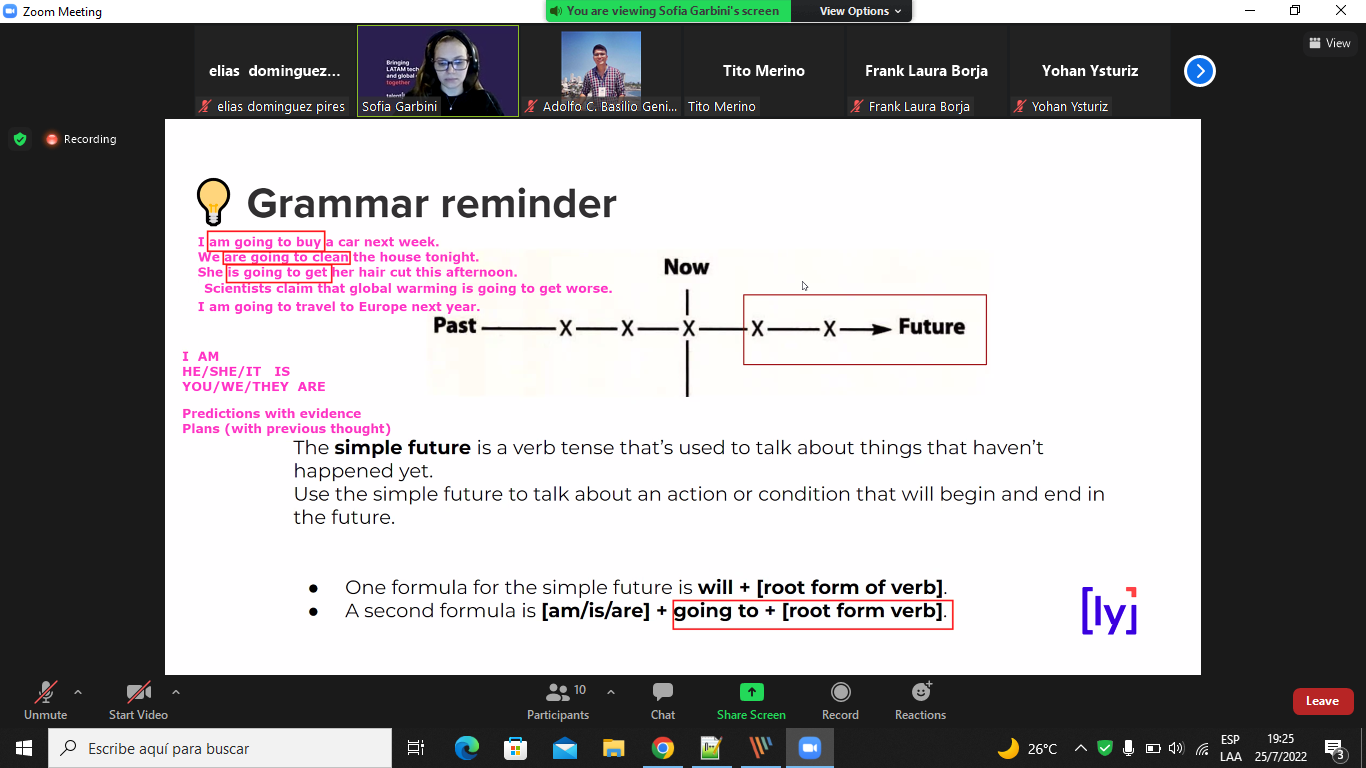 Zoom Meeting
You are viewing Sofia Garbini's screen
View Options
View
elias dominguez...
Bringing
LATAM tech
and global
together
Tito Merino
Frank Laura Borja
Yohan Ysturiz
elias dominguez pires
Sofia Garbini
Adolfo C. Basilio Geni...
Tito Merino
Frank Laura Borja
Yohan Ysturiz
Recording
Grammar reminder
I am going to buy a car next week.
We are going to clean the house tonight.
She is going to get her hair cut this afternoon.
Scientists claim that global warming is going to get worse.
I am going to travel to Europe next year.
Now
Past X X X X X Future
I AM
HE/SHE/IT IS
YOU/WE/THEY ARE
Predictions with evidence
Plans (with previous thought)
The simple future is a verb tense that’s used to talk about things that haven’t
happened yet.
Use the simple future to talk about an action or condition that will begin and end in
the future.
● One formula for the simple future is will + [root form of verb].
● A second formula is [am/is/are] + going to + [root form verb].
[ly]
Unmute
Start Video
10
Participants
Chat
Share Screen
Record
Reactions
Leave
Escribe aquí para buscar
26°C
ESP
LAA
19:25
25/7/2022
3